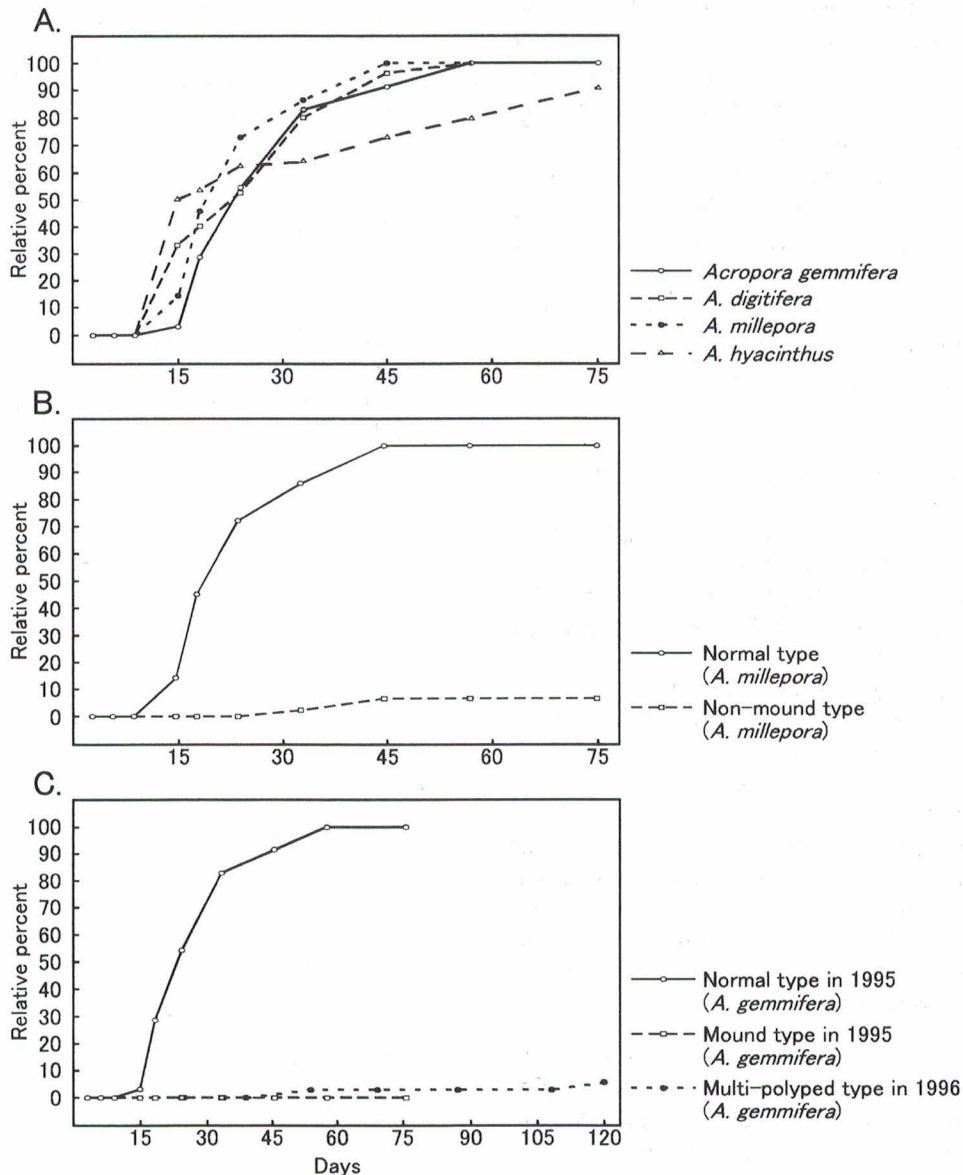 A.
Relative percent
100
90
80
70
60
50
40
30
20
10
0
15
30
45
60
75
Acropora gemmifera
A. digitifera
A. millepora
A. hyacinthus
B.
Relative percent
100
90
80
70
60
50
40
30
20
10
0
15
30
45
60
75
Normal type
(A. millepora)
Non-mound type
(A. millepora)
C.
Relative percent
100
90
80
70
60
50
40
30
20
10
0
15
30
45
60
75
90
105
120
Days
Normal type in 1995
(A. gemmifera)
Mound type in 1995
(A. gemmifera)
Multi-polyped type in 1996
(A. gemmifera)